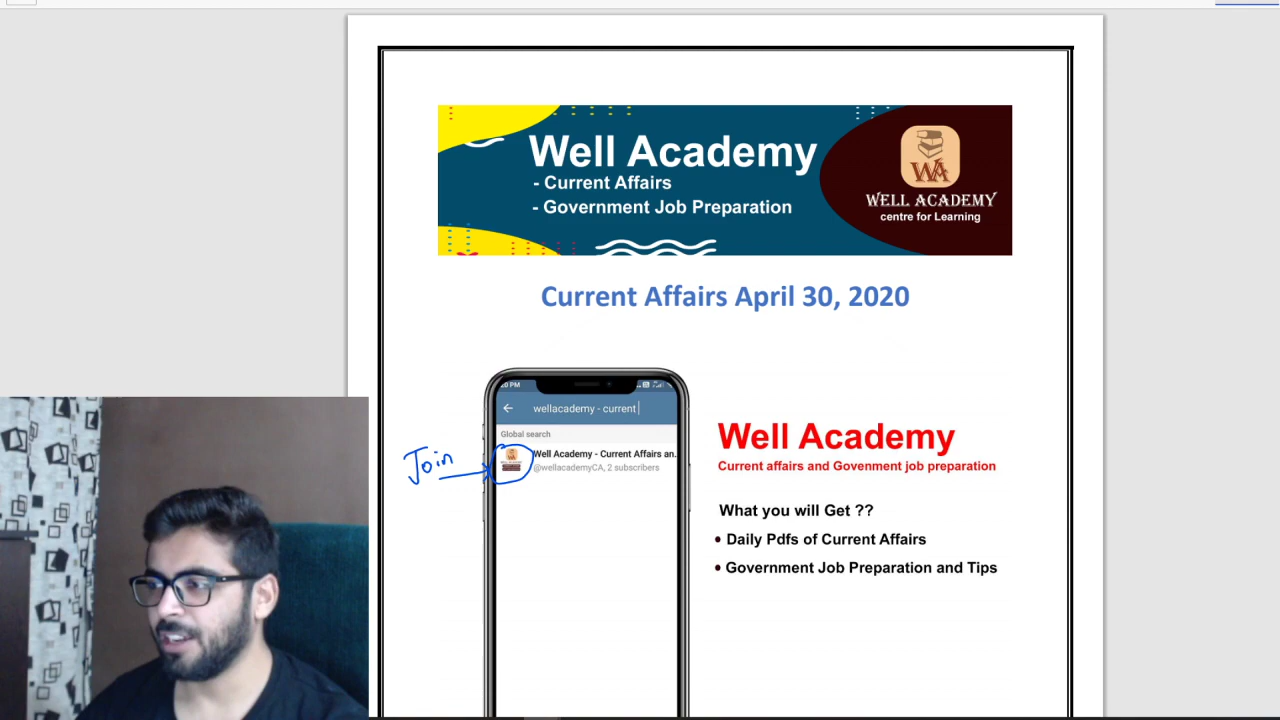 Well Academy
- Current Affairs
- Government Job Preparation
WA
WELL ACADEMY
centre for Learning
Current Affairs April 30, 2020
wellacademy - current
Global search
Well Academy - Current Affairs an.
@wellacademyCA, 2 subscribers
Join
Well Academy
Current affairs and Govenment job preparation
What you will Get ??
• Daily Pdfs of Current Affairs
• Government Job Preparation and Tips